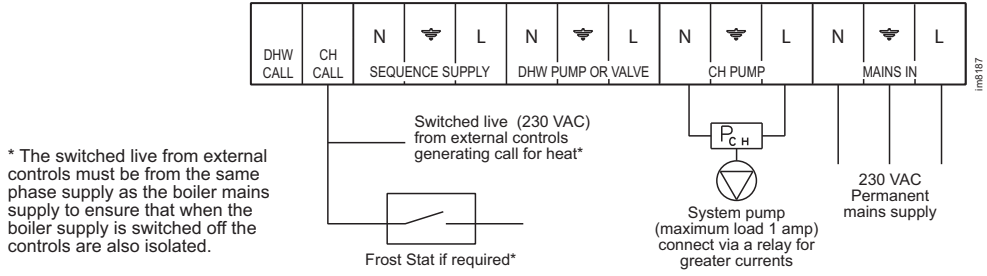 DHW CALL
CH CALL
N L
SEQUENCE SUPPLY
N L
DHW PUMP OR VALVE
N L
CH PUMP
N L
MAINS IN
im8187
Switched live (230 VAC)
from external controls
generating call for heat*
* The switched live from external
controls must be from the same
phase supply as the boiler mains
supply to ensure that when the
boiler supply is switched off the
controls are also isolated.
Frost Stat if required*
PCH
System pump
(maximum load 1 amp)
connect via a relay for
greater currents
230 VAC
Permanent
mains supply